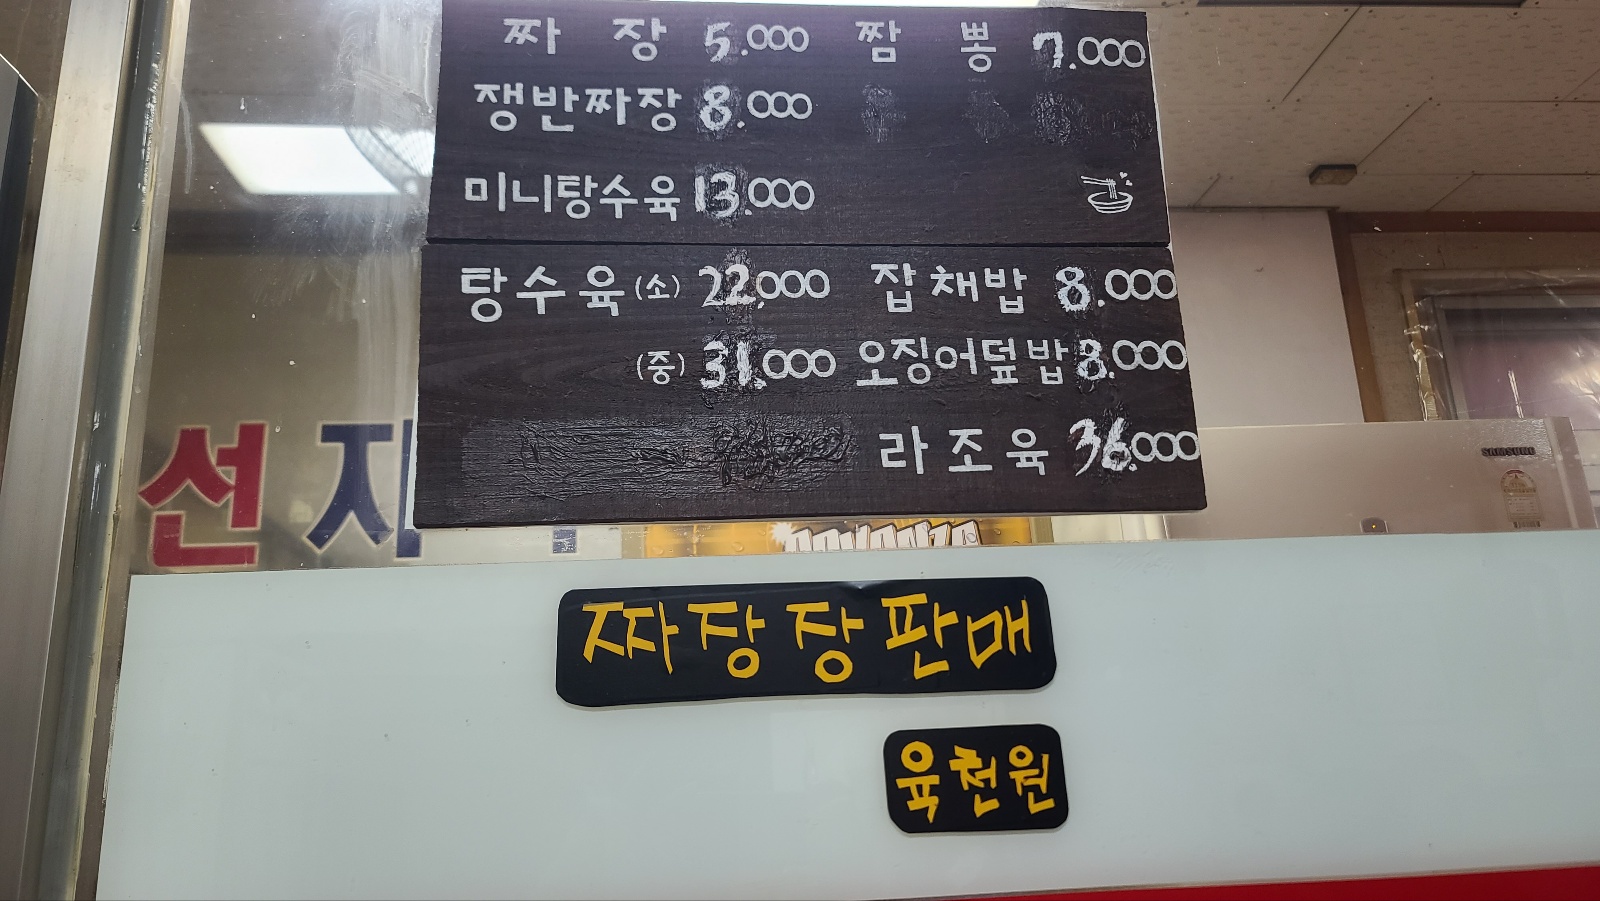 짜 장 5.000 짬 뽕 7.000
쟁반짜장 8.000
미니탕수육 13.000
탕수육(소) 22.000 잡채밥 8.000
(중) 31.000 오징어덮밥 8.000
라조육 36.000
선 자
SAMSUNG
짜장장판매
육천원